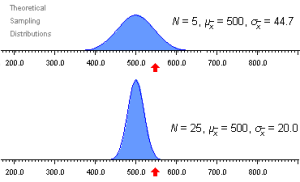 Theoretical
Sampling
Distributions
N = 5, μx̄ = 500, σx̄ = 44.7
200.0 300.0 400.0 500.0 600.0 700.0 800.0
N = 25, μx̄ = 500, σx̄ = 20.0
200.0 300.0 400.0 500.0 600.0 700.0 800.0